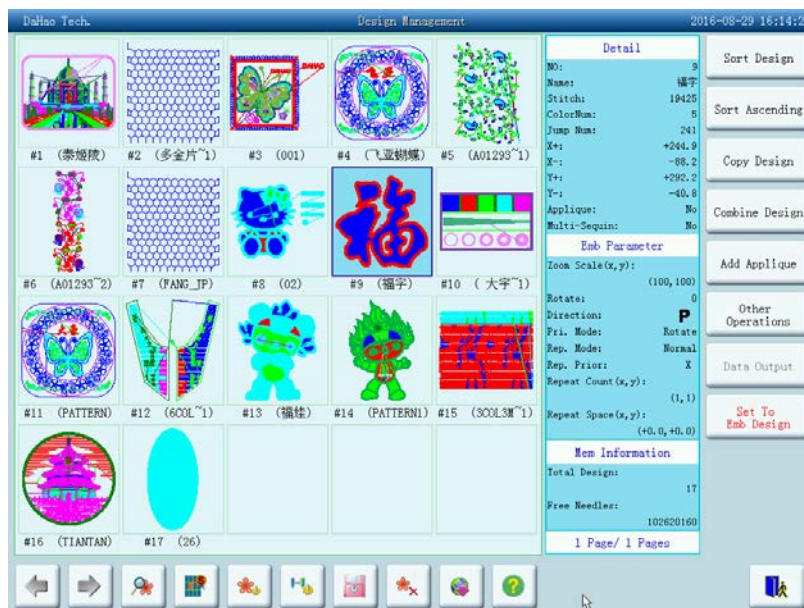 DaHao Tech.
Design Management
2016-08-29 16:14:2
#1 (泰姬陵)
#2 (多金片~1)
#3 (001)
#4 (飞亚蝴蝶)
#5 (A01293~1)
#6 (A01293~2)
#7 (FANG_JP)
#8 (02)
福
#9 (福字)
#10 ( 大字~1)
#11 (PATTERN)
#12 (6COL~1)
#13 (福娃)
#14 (PATTERN1)
#15 (3COL3M~1)
#16 (TIANTAN)
#17 (26)
Detail
NO: 9
Name: 福字
Stitch: 19425
ColorNum: 5
Jump Num: 241
X+: +244.9
X-: -88.2
Y+: +292.2
Y-: -40.8
Applique: No
Multi-Sequin: No
Emb Parameter
Zoom Scale(x,y):
(100,100)
Rotate: 0
Direction: P
Pri. Mode: Rotate
Rep. Mode: Normal
Rep. Prior: X
Repeat Count(x,y):
(1,1)
Repeat Space(x,y):
(+0.0,+0.0)
Mem Information
Total Design:
17
Free Needles:
102620160
1 Page/ 1 Pages
Sort Design
Sort Ascending
Copy Design
Combine Design
Add Applique
Other
Operations
Data Output
Set To
Emb Design